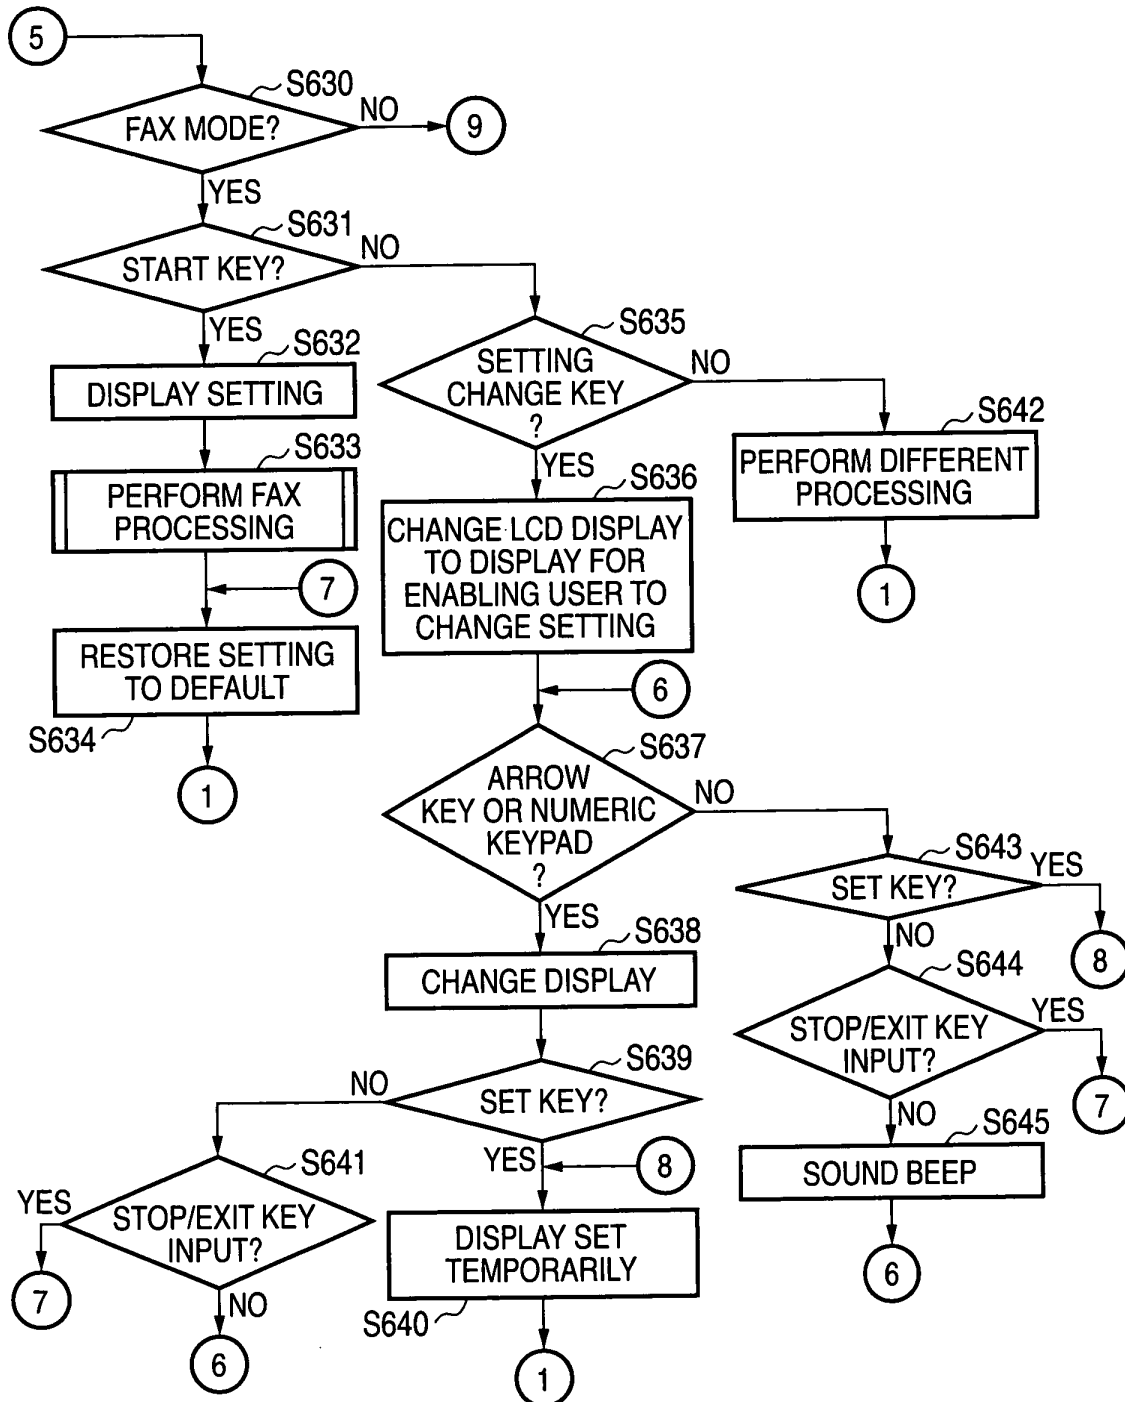 5
S630
FAX MODE?
NO
9
YES
S631
START KEY?
NO
YES
S632
DISPLAY SETTING
S633
PERFORM FAX
PROCESSING
7
RESTORE SETTING
TO DEFAULT
S634
1
S635
SETTING
CHANGE KEY
?
NO
YES
S642
PERFORM DIFFERENT
PROCESSING
1
S636
CHANGE LCD DISPLAY
TO DISPLAY FOR
ENABLING USER TO
CHANGE SETTING
6
S637
ARROW
KEY OR NUMERIC
KEYPAD
?
NO
YES
S638
CHANGE DISPLAY
S639
SET KEY?
NO
YES
8
DISPLAY SET
TEMPORARILY
S640
1
S641
STOP/EXIT KEY
INPUT?
YES
7
NO
6
S643
SET KEY?
YES
8
NO
S644
STOP/EXIT KEY
INPUT?
YES
7
NO
S645
SOUND BEEP
6